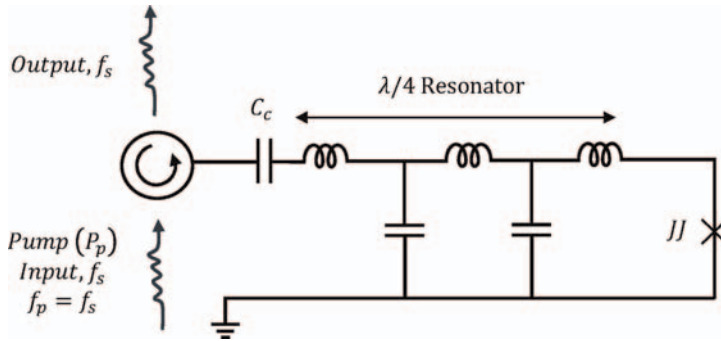 Output, f_s
λ/4 Resonator
C_c
Pump (P_p)
Input, f_s
f_p = f_s
JJ